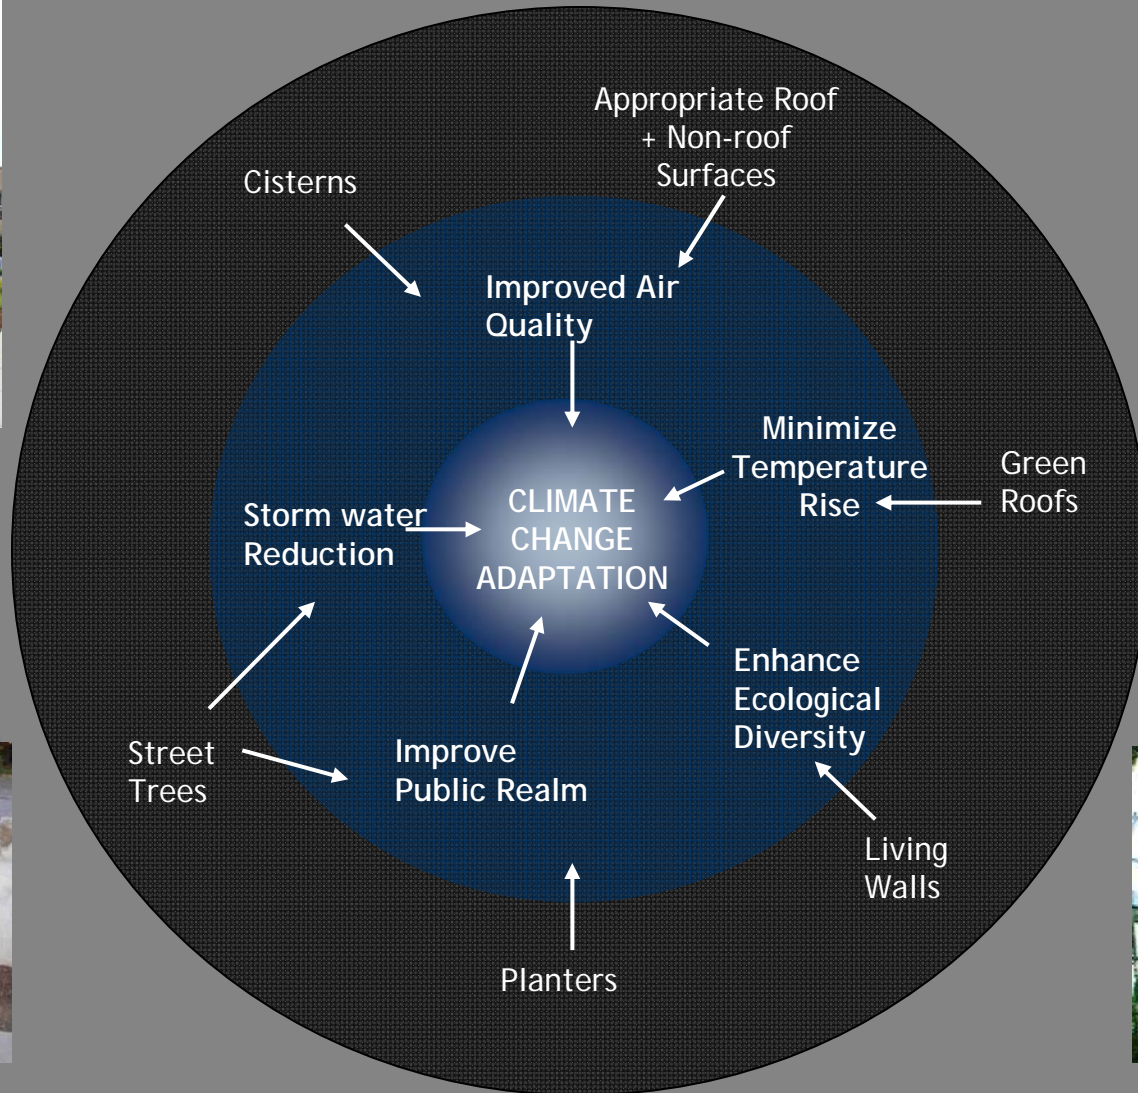 Appropriate Roof
+ Non-roof
Surfaces
Cisterns
Improved Air
Quality
Minimize
Temperature
Rise
Green
Roofs
Storm water
Reduction
CLIMATE
CHANGE
ADAPTATION
Enhance
Ecological
Diversity
Street
Trees
Improve
Public Realm
Living
Walls
Planters